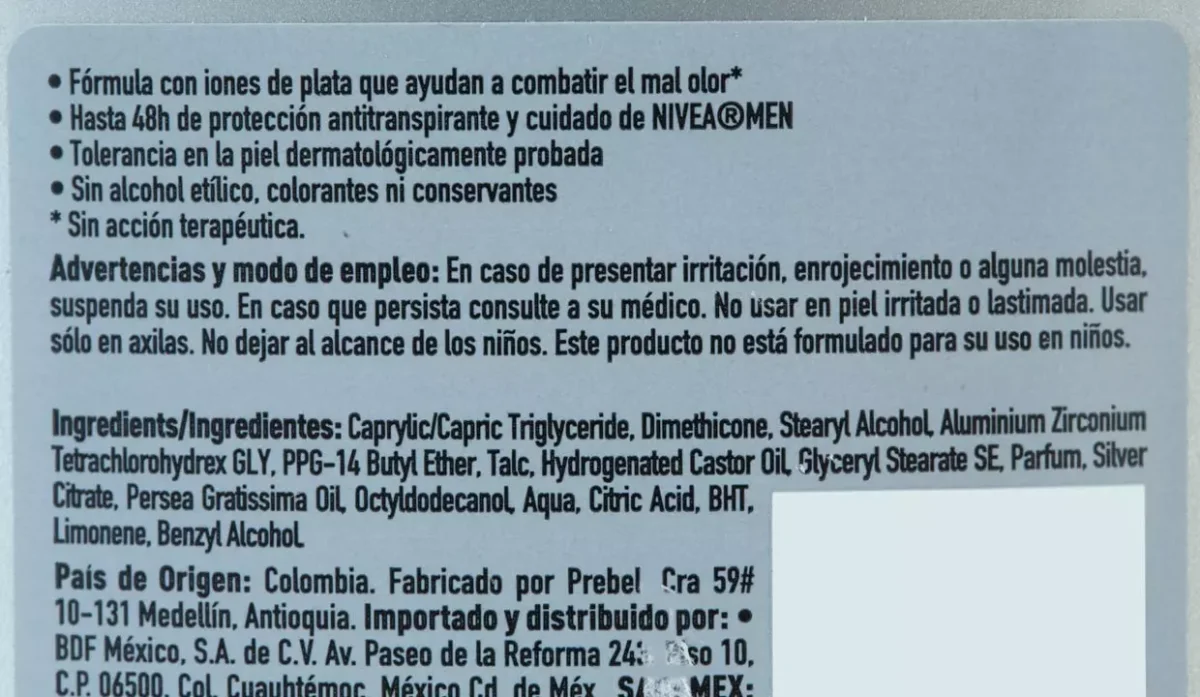 • Fórmula con iones de plata que ayudan a combatir el mal olor*
• Hasta 48h de protección antitranspirante y cuidado de NIVEA®MEN
• Tolerancia en la piel dermatológicamente probada
• Sin alcohol etílico, colorantes ni conservantes
* Sin acción terapéutica.
Advertencias y modo de empleo: En caso de presentar irritación, enrojecimiento o alguna molestia,
suspenda su uso. En caso que persista consulte a su médico. No usar en piel irritada o lastimada. Usar
sólo en axilas. No dejar al alcance de los niños. Este producto no está formulado para su uso en niños.
Ingredients/Ingredientes: Caprylic/Capric Triglyceride, Dimethicone, Stearyl Alcohol, Aluminium Zirconium
Tetrachlorohydrex GLY, PPG-14 Butyl Ether, Talc, Hydrogenated Castor Oil, Glyceryl Stearate SE, Parfum, Silver
Citrate, Persea Gratissima Oil, Octyldodecanol, Aqua, Citric Acid, BHT,
Limonene, Benzyl Alcohol.
País de Origen: Colombia. Fabricado por Prebel Cra 59#
10-131 Medellín, Antioquia. Importado y distribuido por: •
BDF México, S.A. de C.V. Av. Paseo de la Reforma Piso 10,
C.P. 06500, Col. Cuauhtémoc, México Cd. de Méx. MEX: